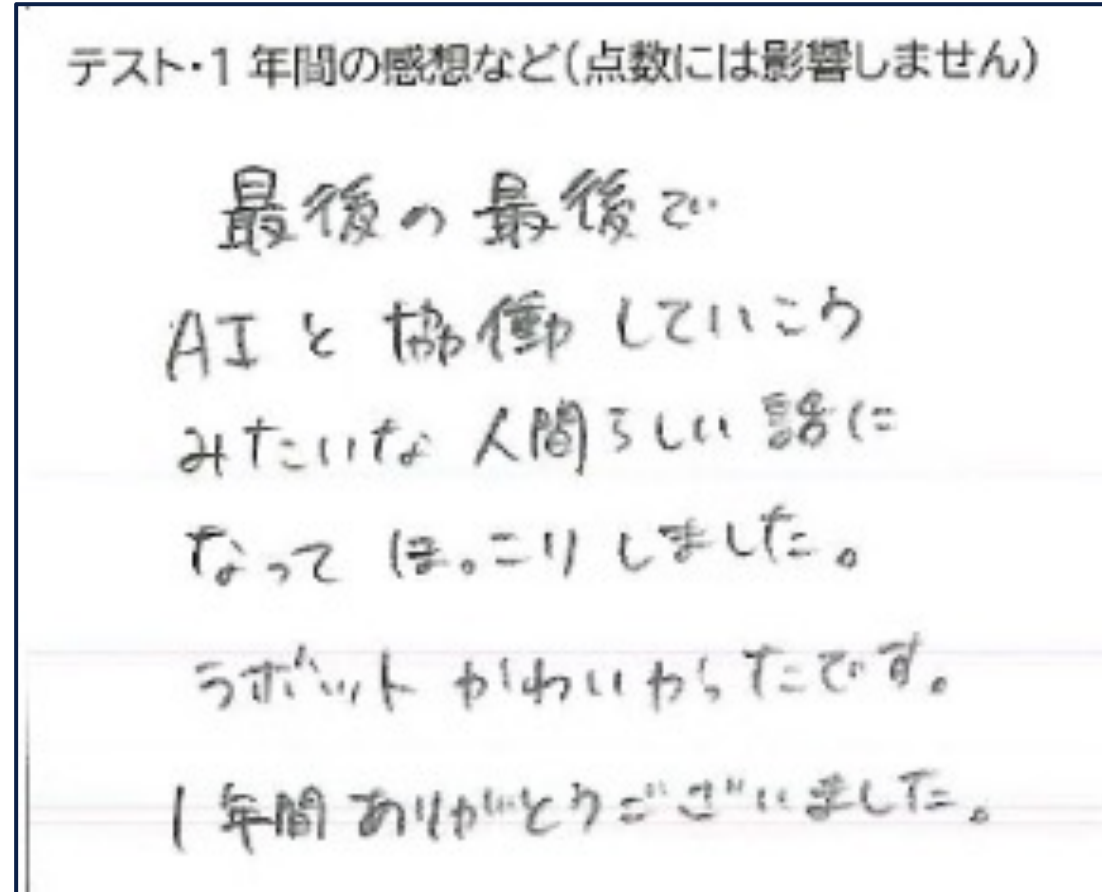 テスト・1年間の感想など(点数には影響しません)
最後の最後で
AIと協働していこう
みたいな人間らしい話に
なってほっこりしました。
ラボットかわいかったです。
1年間ありがとうございました。